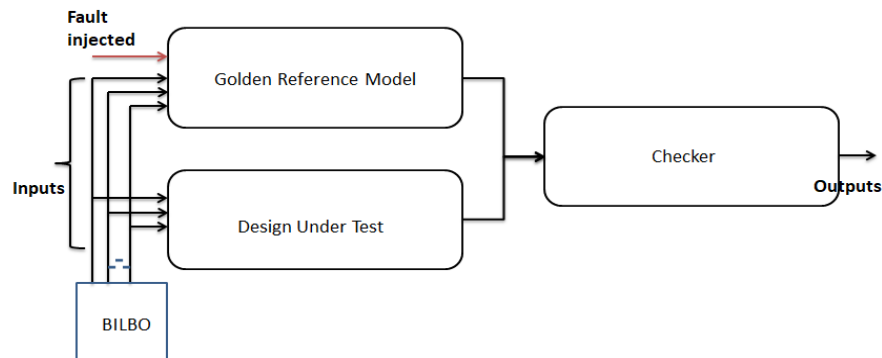 Fault
injected
Golden Reference Model
Checker
Inputs
Outputs
Design Under Test
BILBO